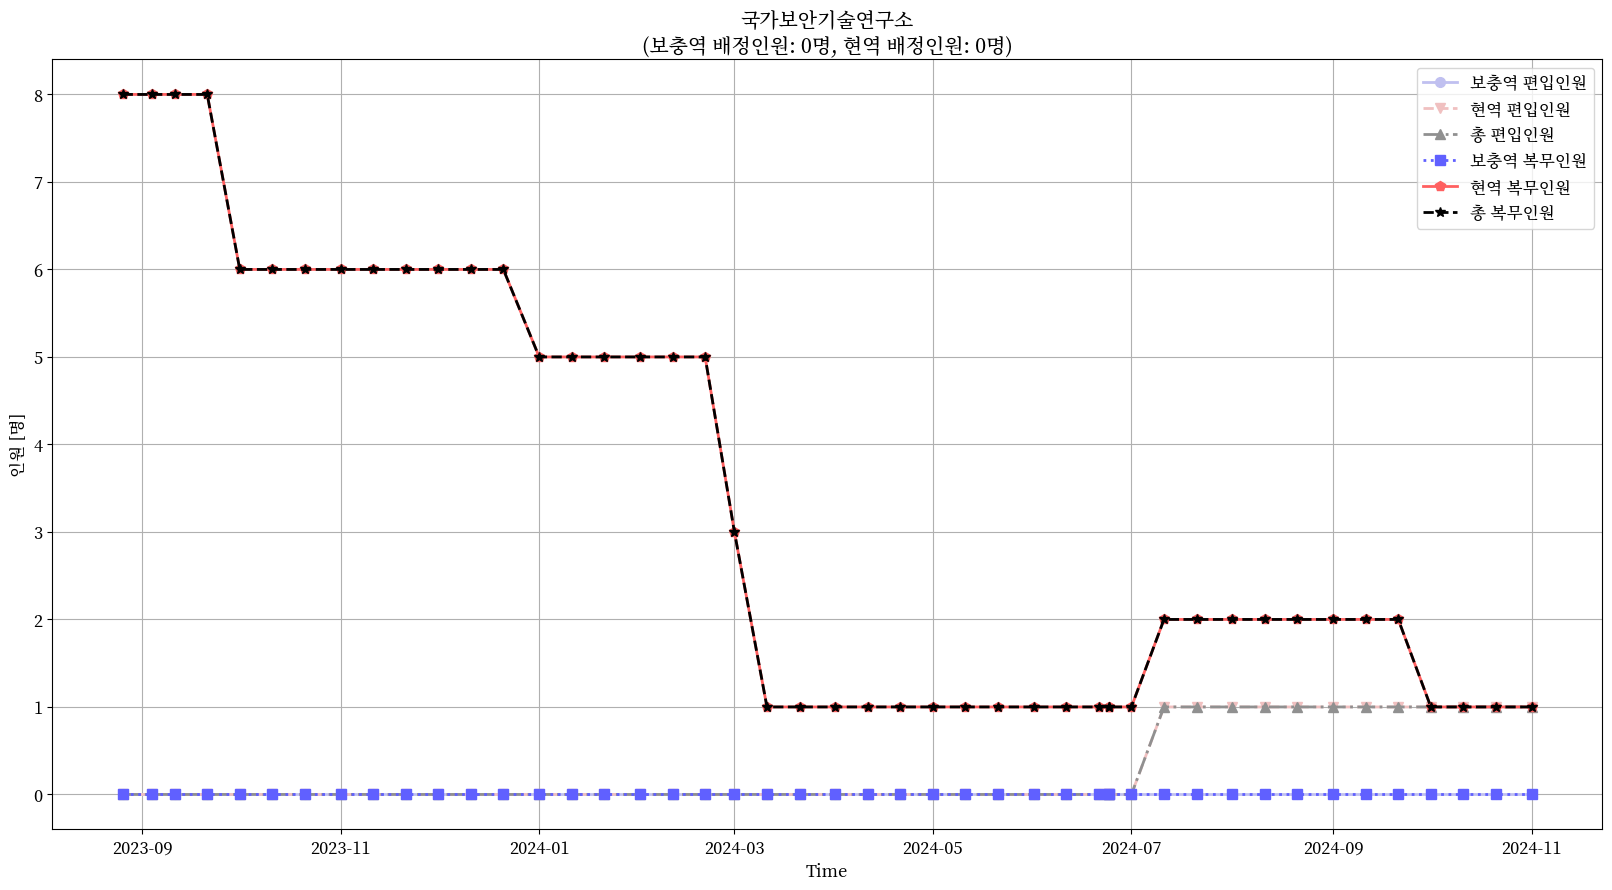 국가보안기술연구소
(보충역 배정인원: 0명, 현역 배정인원: 0명)
보충역 편입인원
현역 편입인원
총 편입인원
보충역 복무인원
현역 복무인원
총 복무인원
인원 [명]
8
7
6
5
4
3
2
1
0
2023-09
2023-11
2024-01
2024-03
2024-05
2024-07
2024-09
2024-11
Time